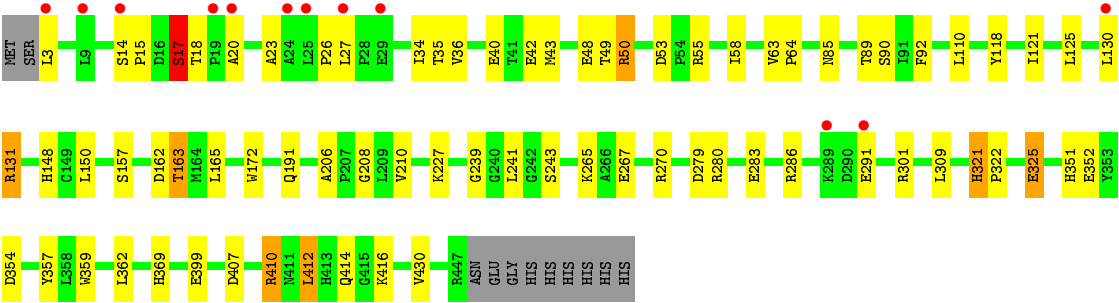 MET SER L3 I9 S14 P15 D16 S17 T18 P19 A20 A23 A24 L25 P26 L27 P28 E29 I34 T35 V36 E40 T41 E42 M43 E48 T49 R50 D53 P54 R55 I58 V63 P64 N85 T89 S90 I91 F92 L110 Y118 I121 L125 L130
R131 H148 C149 L150 S157 D162 T163 M164 L165 W172 Q191 A206 P207 G208 L209 V210 K227 G239 G240 L241 G242 S243 K265 A266 E267 R270 D279 R280 E283 R286 K289 D290 E291 R301 L309 H321 P322 E325 H351 E352 Y353
D354 Y357 L358 W359 L362 H369 E399 D407 R410 N411 L412 H413 Q414 G415 K416 V430 R447 ASN GLU GLY HIS HIS HIS HIS HIS HIS